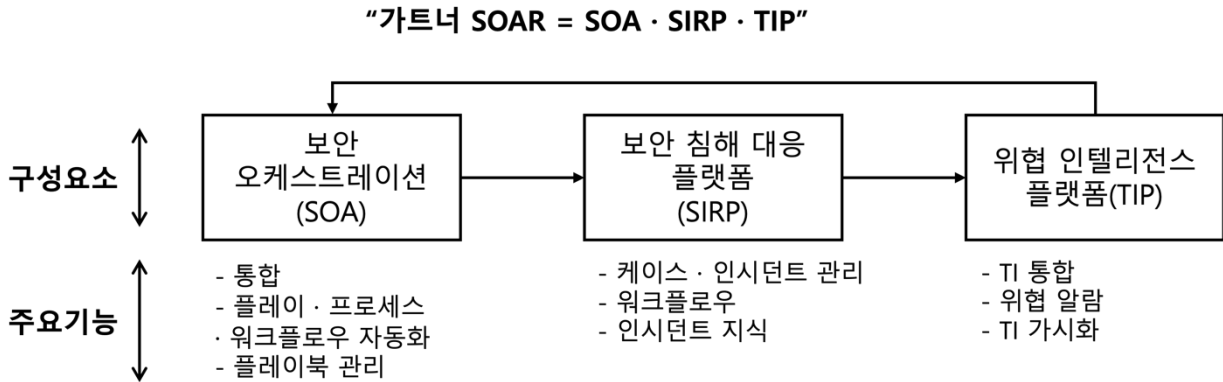 “가트너 SOAR = SOA · SIRP · TIP”
구성요소
보안
오케스트레이션
(SOA)
보안 침해 대응
플랫폼
(SIRP)
위협 인텔리전스
플랫폼(TIP)
주요기능
- 통합
- 플레이 · 프로세스
· 워크플로우 자동화
- 플레이북 관리
- 케이스 · 인시던트 관리
- 워크플로우
- 인시던트 지식
- TI 통합
- 위협 알람
- TI 가시화